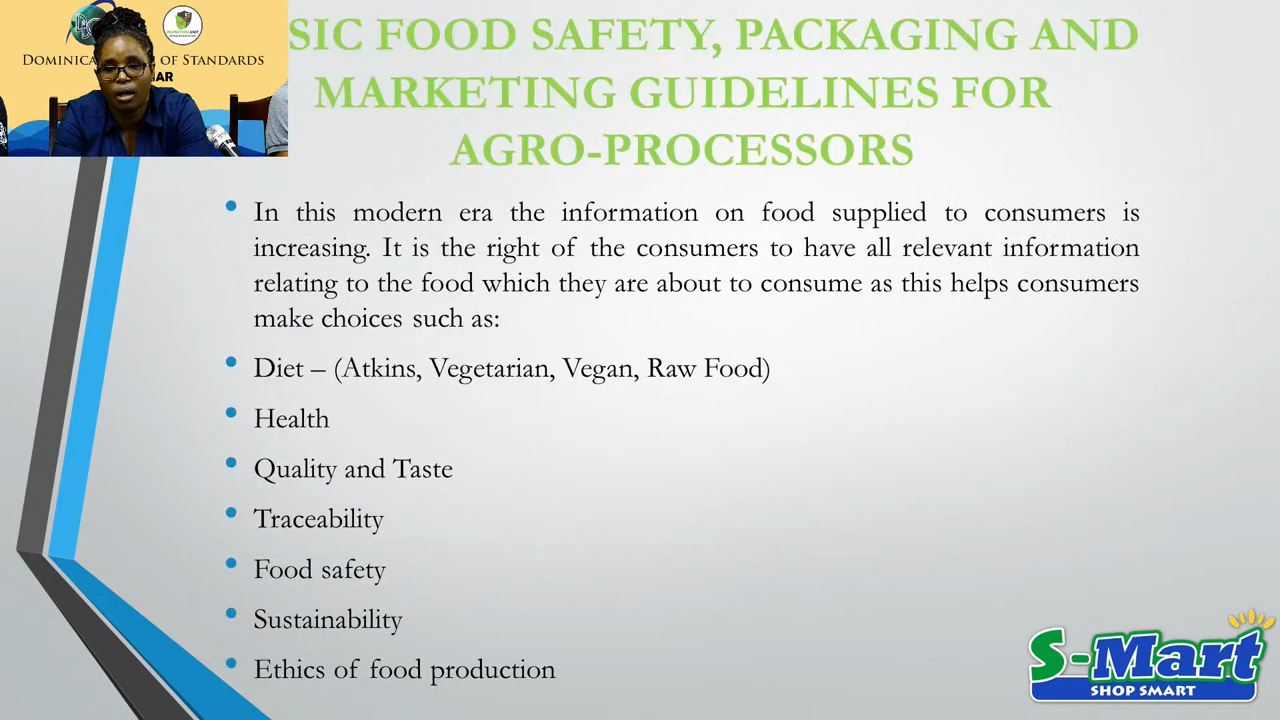 DOMINICA
OF STANDARDS
SIC FOOD SAFETY, PACKAGING AND
MARKETING GUIDELINES FOR
AGRO-PROCESSORS
• In this modern era the information on food supplied to consumers is
increasing. It is the right of the consumers to have all relevant information
relating to the food which they are about to consume as this helps consumers
make choices such as:
• Diet – (Atkins, Vegetarian, Vegan, Raw Food)
• Health
• Quality and Taste
• Traceability
• Food safety
• Sustainability
• Ethics of food production
S-Mart
SHOP SMART